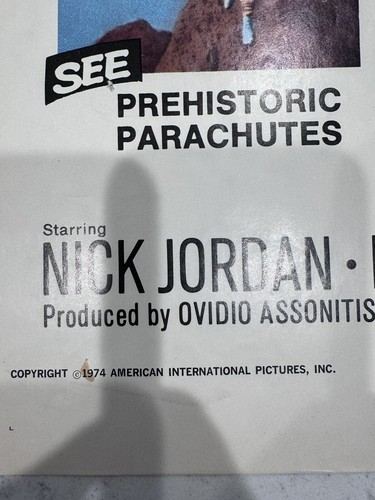 SEE
PREHISTORIC
PARACHUTES
Starring
NICK JORDAN •
Produced by OVIDIO ASSONITIS
COPYRIGHT ©1974 AMERICAN INTERNATIONAL PICTURES, INC.